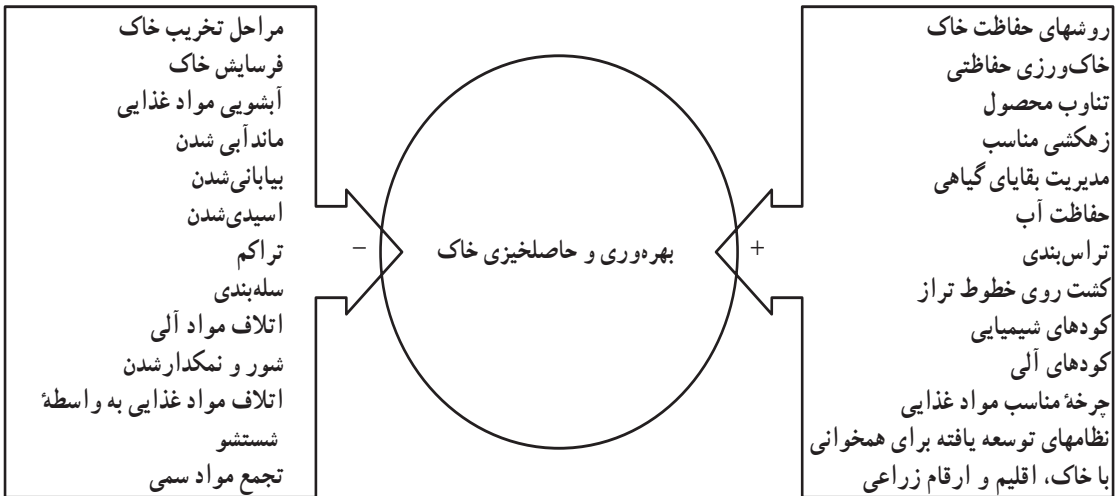 روشهای حفاظت خاک
خاک‌ورزی حفاظتی
تناوب محصول
زهکشی مناسب
مدیریت بقایای گیاهی
حفاظت آب
تراس‌بندی
کشت روی خطوط تراز
کودهای شیمیایی
کودهای آلی
چرخهٔ مناسب مواد غذایی
نظامهای توسعه یافته برای همخوانی
با خاک، اقلیم و ارقام زراعی
+
بهره‌وری و حاصلخیزی خاک
−
مراحل تخریب خاک
فرسایش خاک
آبشویی مواد غذایی
ماندآبی شدن
بیابانی‌شدن
اسیدی‌شدن
تراکم
سله‌بندی
اتلاف مواد آلی
شور و نمکدارشدن
اتلاف مواد غذایی به واسطهٔ
شستشو
تجمع مواد سمی